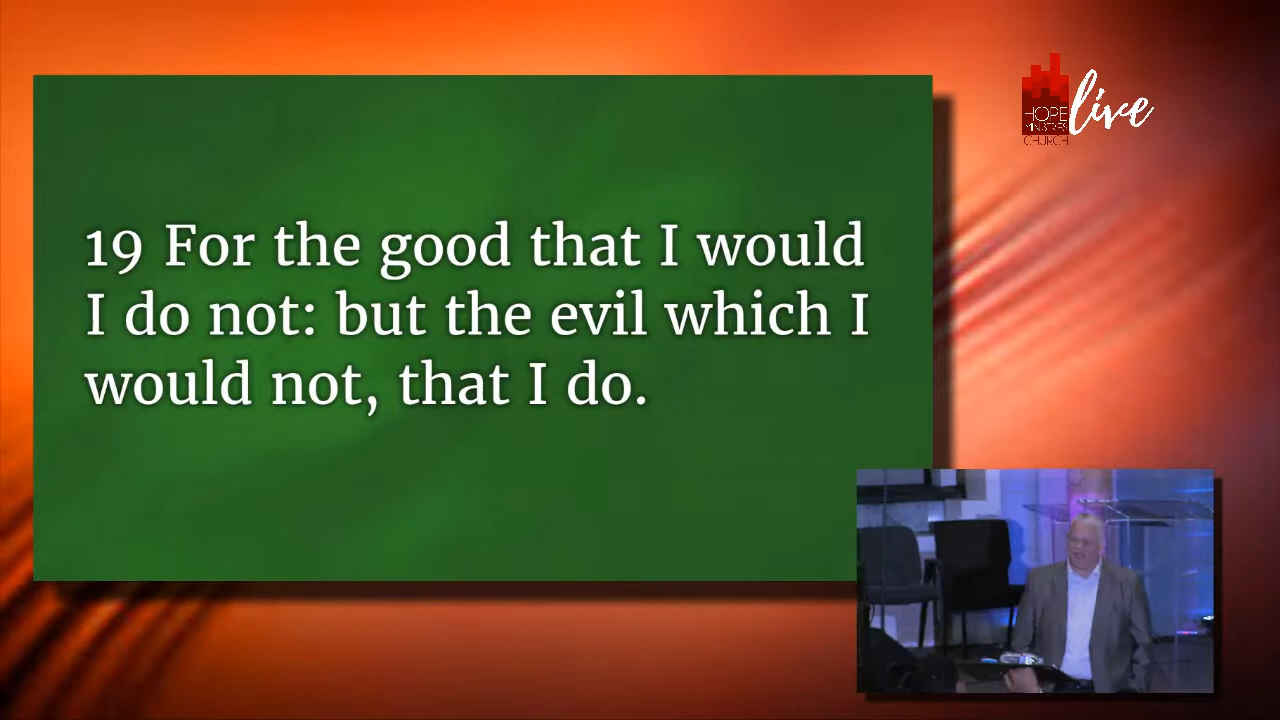 19 For the good that I would
I do not: but the evil which I
would not, that I do.
HOPE
MINISTRIES
CHURCH
live